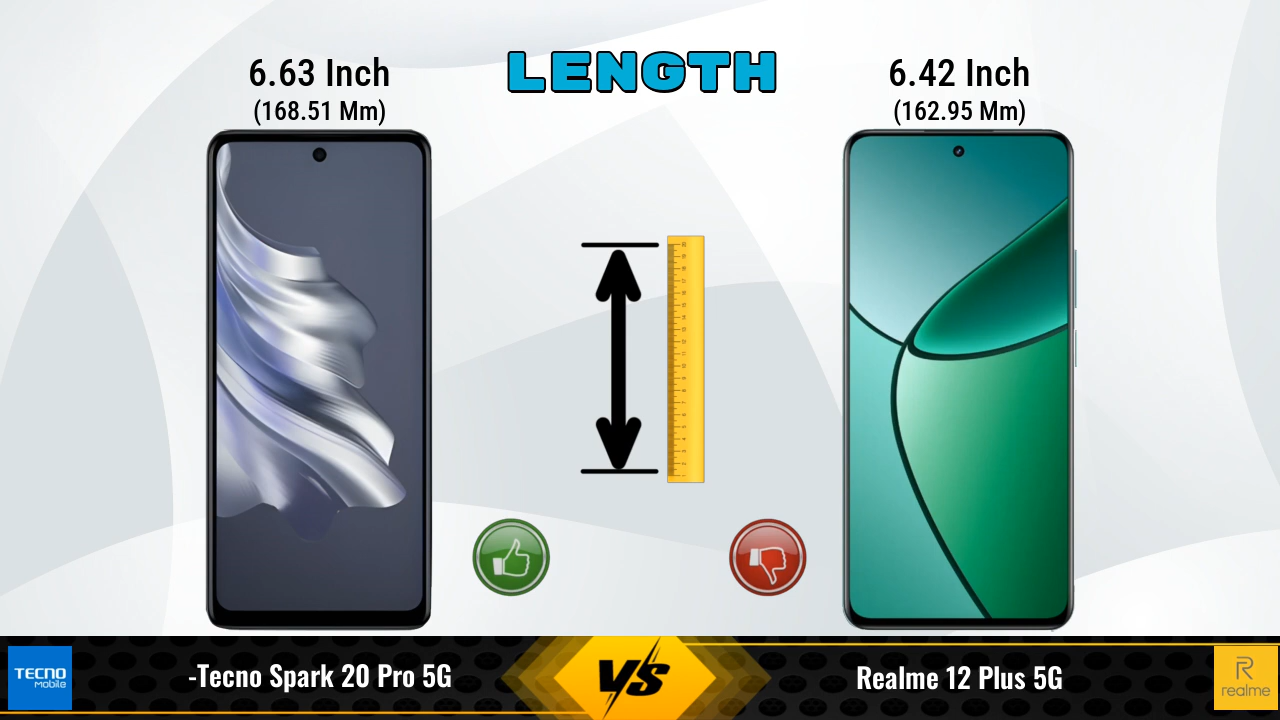 LENGTH
6.63 Inch
(168.51 Mm)
6.42 Inch
(162.95 Mm)
TECNO
Mobile
-Tecno Spark 20 Pro 5G
VS
Realme 12 Plus 5G
R
realme